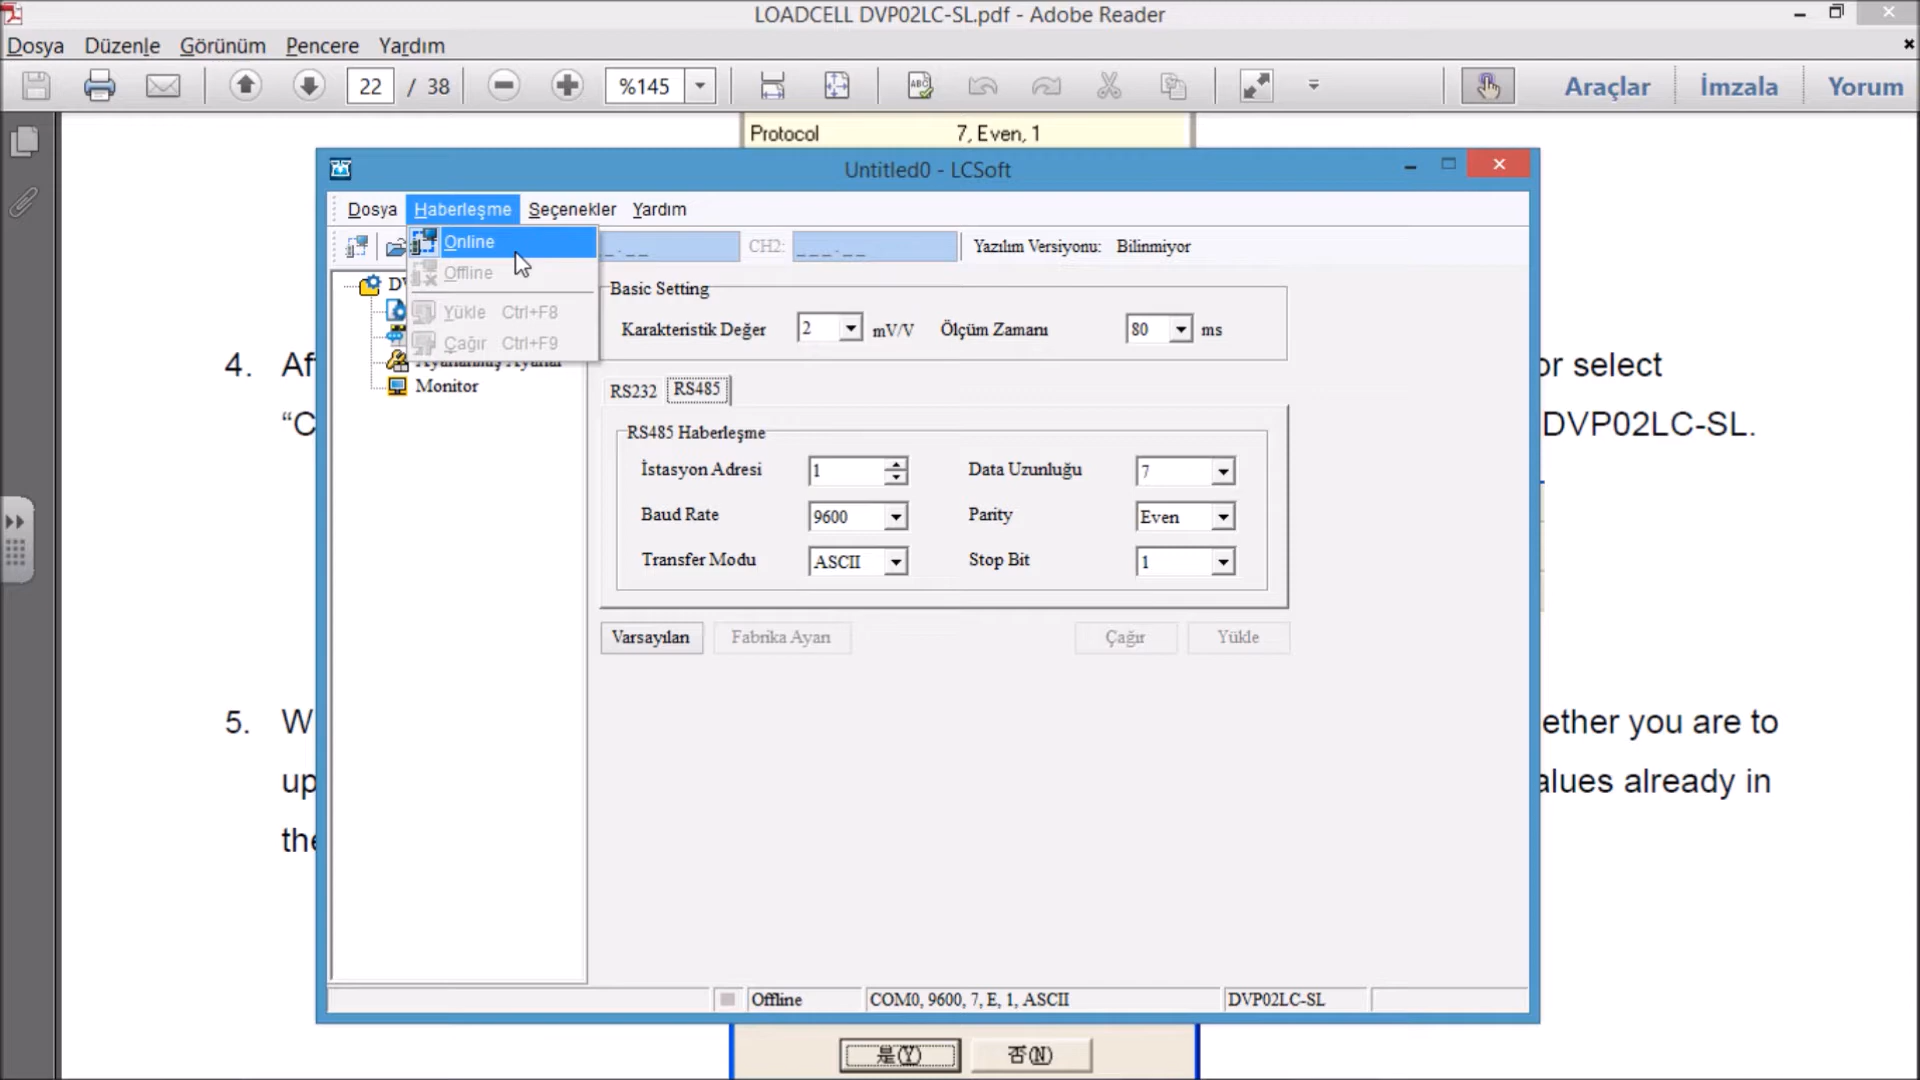 LOADCELL DVP02LC-SL.pdf - Adobe Reader
Dosya Düzenle Görünüm Pencere Yardım
22 / 38 %145 Araçlar İmzala Yorum
Protocol 7, Even, 1
Untitled0 - LCSoft
Dosya Haberleşme Seçenekler Yardım
Online
CH2: _ _ _ . _ _ Yazılım Versiyonu: Bilinmiyor
Offline
Yükle Ctrl+F8
Çağır Ctrl+F9
Monitor
Basic Setting
Karakteristik Değer 2 mV/V Ölçüm Zamanı 80 ms
RS232 RS485
RS485 Haberleşme
İstasyon Adresi 1 Data Uzunluğu 7
Baud Rate 9600 Parity Even
Transfer Modu ASCII Stop Bit 1
Varsayılan Fabrika Ayarı Çağır Yükle
Offline COM0, 9600, 7, E, 1, ASCII DVP02LC-SL
4. or select
DVP02LC-SL.
5. you are to
already in
是(Y) 否(N)